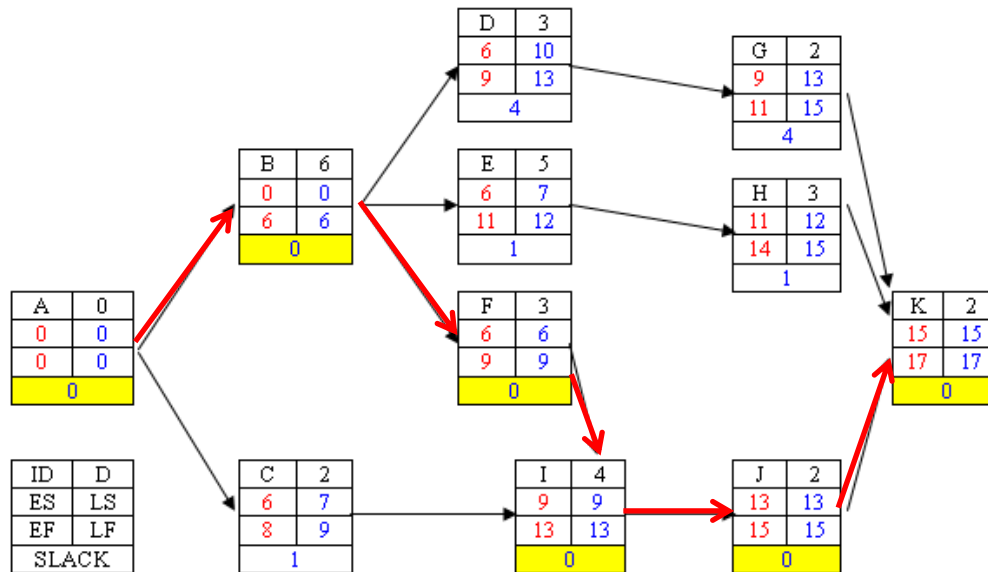 D 3
6 10
9 13
4
G 2
9 13
11 15
4
B 6
0 0
6 6
0
E 5
6 7
11 12
1
H 3
11 12
14 15
1
A 0
0 0
0 0
0
F 3
6 6
9 9
0
K 2
15 15
17 17
0
ID D
ES LS
EF LF
SLACK
C 2
6 7
8 9
1
I 4
9 9
13 13
0
J 2
13 13
15 15
0